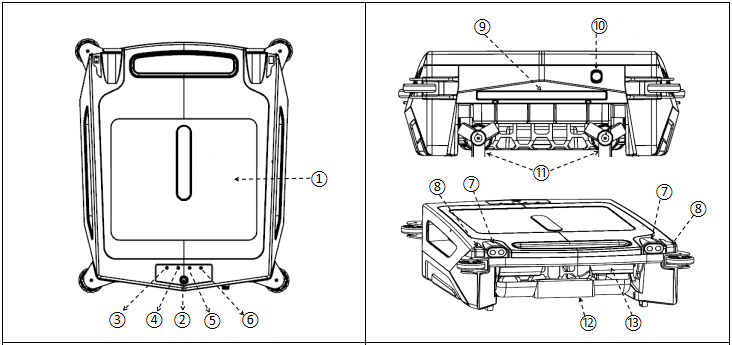 ①
③ ④ ② ⑤ ⑥
⑨ ⑩
⑪
⑧ ⑦ ⑦ ⑧
⑫ ⑬